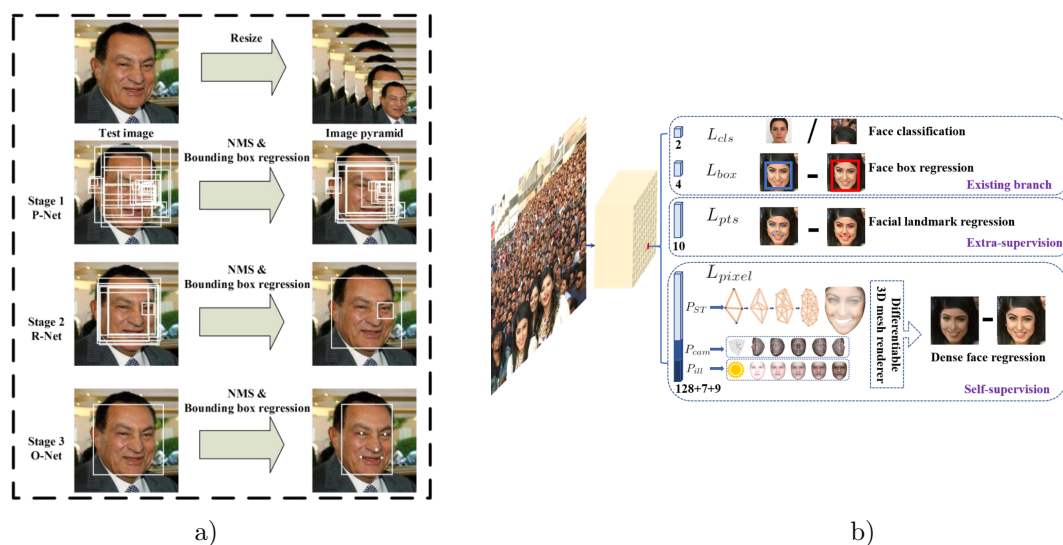 Resize
Test image
Image pyramid
NMS &
Bounding box regression
Stage 1
P-Net
NMS &
Bounding box regression
Stage 2
R-Net
NMS &
Bounding box regression
Stage 3
O-Net
a)
L_cls
2
/
Face classification
L_box
4
-
Face box regression
Existing branch
L_pts
10
-
Facial landmark regression
Extra-supervision
L_pixel
P_ST
P_cam
P_ill
128+7+9
Differentiable
3D mesh renderer
-
Dense face regression
Self-supervision
b)